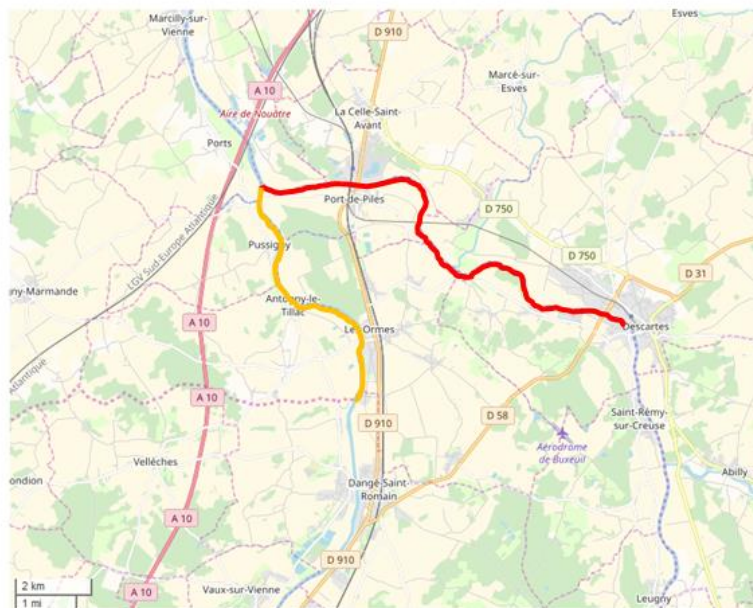 Marcilly-sur-
Vienne
Esves
D 910
A 10
Marcé-sur-
Esves
Aire de Nouâtre
La Celle-Saint-
Avant
Ports
Port-de-Piles
D 750
LGV Sud-Europe Atlantique
Pussigny
D 750
D 31
gny-Marmande
Antogny-le-
Tillac
A 10
Les Ormes
Descartes
Atlantique
A 10
D 910
D 58
Saint-Rémy-
sur-Creuse
Aérodrome
de Buxeuil
Vellèches
Abilly
ondion
Dangé-Saint-
Romain
A 10
D 910
2 km
1 mi
Vaux-sur-Vienne
Leugny